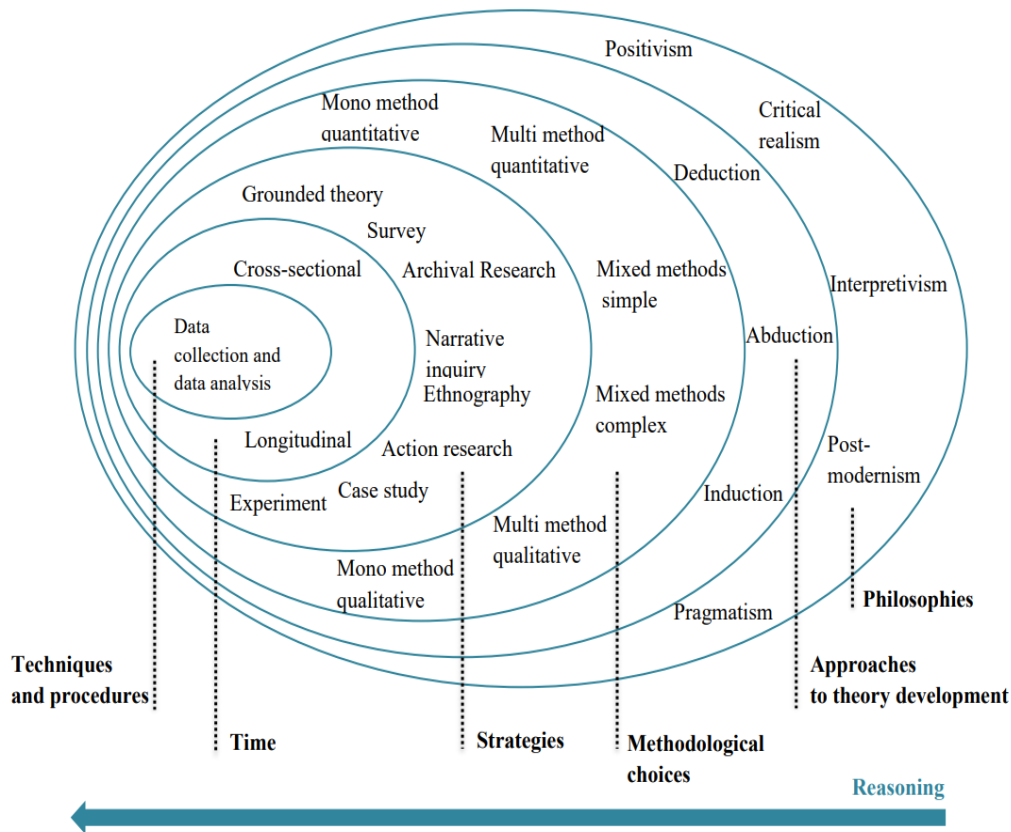 Positivism
Critical
realism
Mono method
quantitative
Multi method
quantitative
Deduction
Grounded theory
Survey
Cross-sectional
Archival Research
Mixed methods
simple
Interpretivism
Data
collection and
data analysis
Narrative
inquiry
Abduction
Ethnography
Mixed methods
complex
Longitudinal
Action research
Post-
modernism
Experiment
Case study
Induction
Multi method
qualitative
Mono method
qualitative
Pragmatism
Philosophies
Techniques
and procedures
Approaches
to theory development
Time
Strategies
Methodological
choices
Reasoning